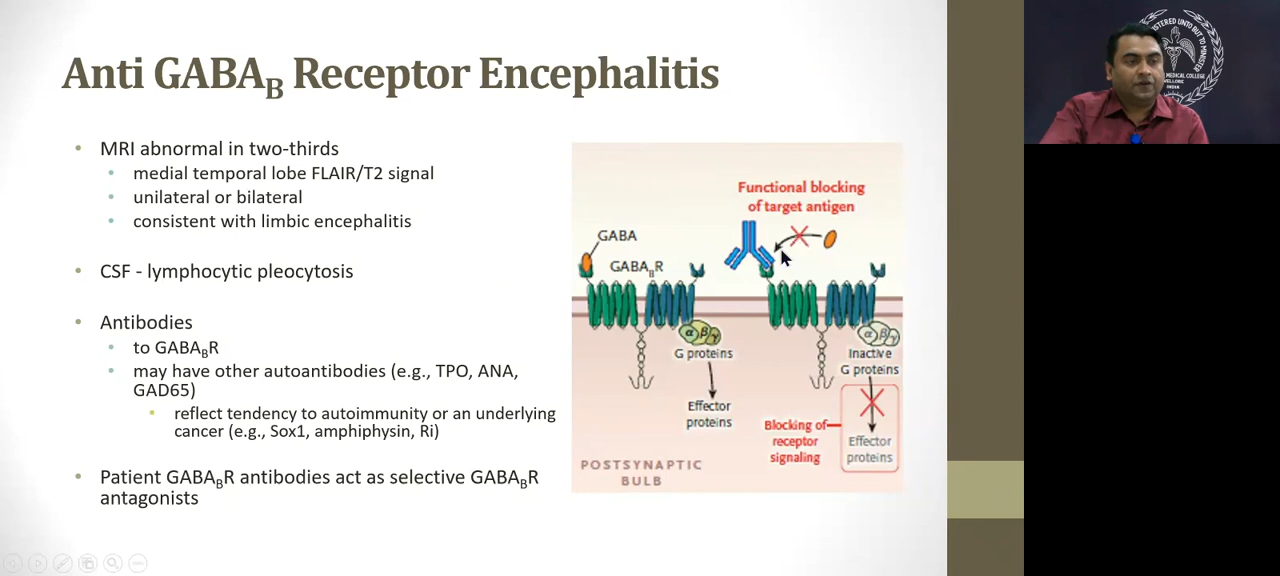 Anti GABAB Receptor Encephalitis
MRI abnormal in two-thirds
medial temporal lobe FLAIR/T2 signal
unilateral or bilateral
consistent with limbic encephalitis
CSF - lymphocytic pleocytosis
Antibodies
to GABABR
may have other autoantibodies (e.g., TPO, ANA,
GAD65)
reflect tendency to autoimmunity or an underlying
cancer (e.g., Sox1, amphiphysin, Ri)
Patient GABABR antibodies act as selective GABABR
antagonists
Functional blocking
of target antigen
GABA
GABABR
α β γ
G proteins
Effector
proteins
α β γ
Inactive
G proteins
Blocking of
receptor
signaling
Effector
proteins
POSTSYNAPTIC
BULB
MEDICAL COLLEGE
INDIA